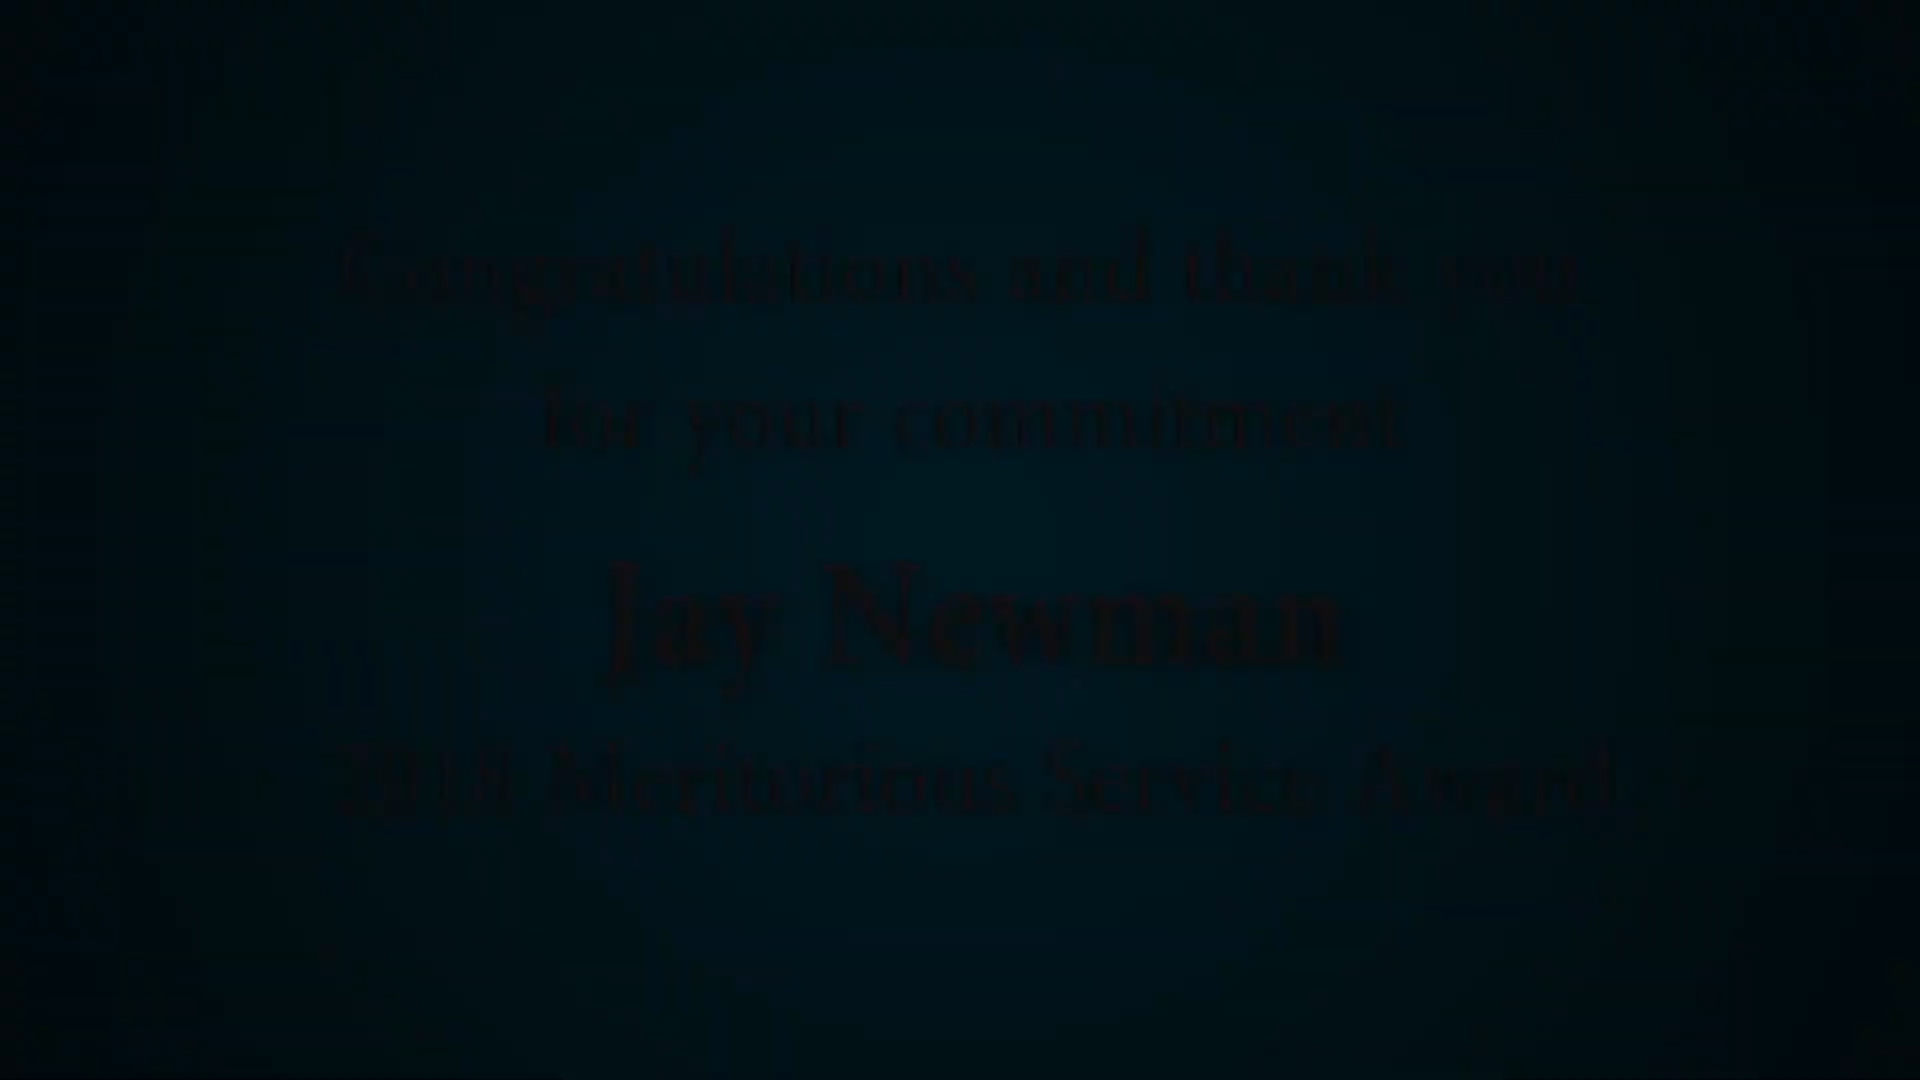 Congratulations and thank you
for your commitment
Jay Newman
Meritorious Service Award